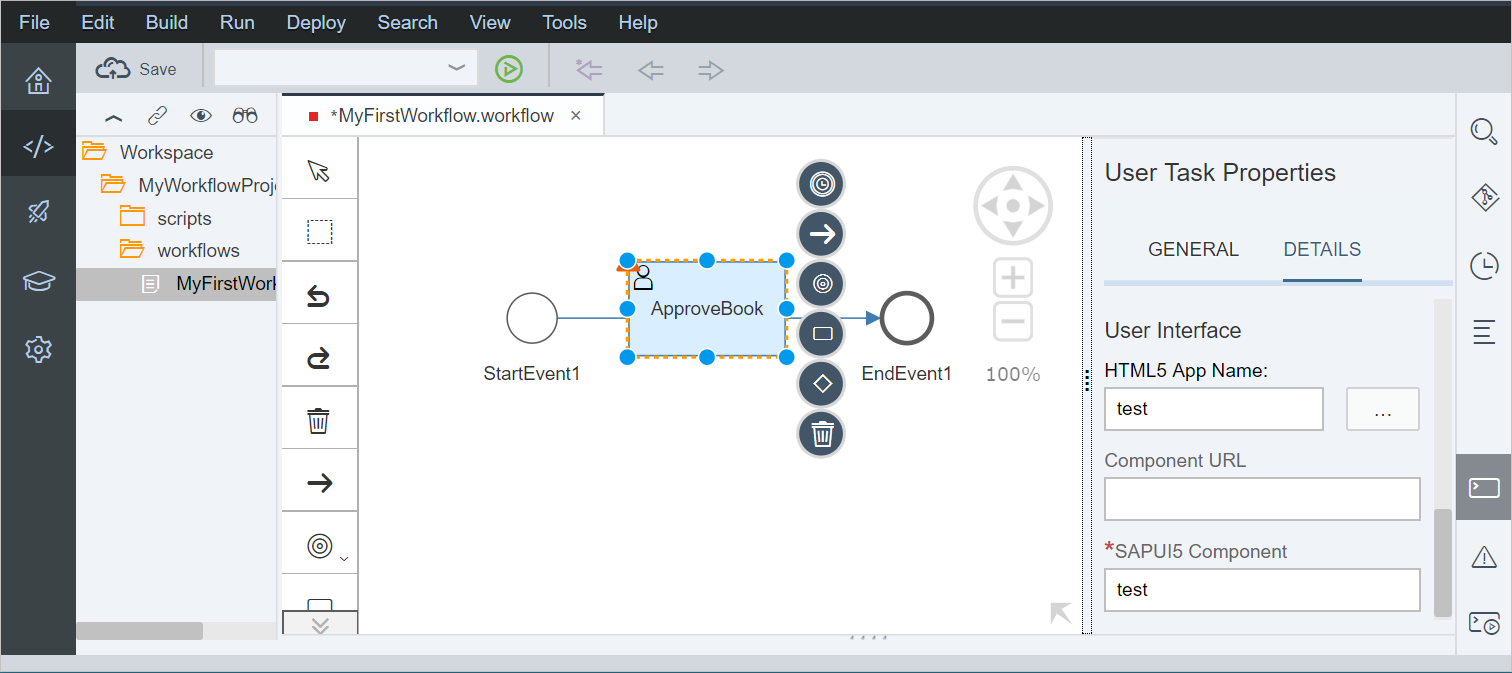 File Edit Build Run Deploy Search View Tools Help
Save
*MyFirstWorkflow.workflow ×
Workspace
MyWorkflowProj
scripts
workflows
MyFirstWork
ApproveBook
StartEvent1
EndEvent1
100%
User Task Properties
GENERAL DETAILS
User Interface
HTML5 App Name:
test ...
Component URL
*SAPUI5 Component
test